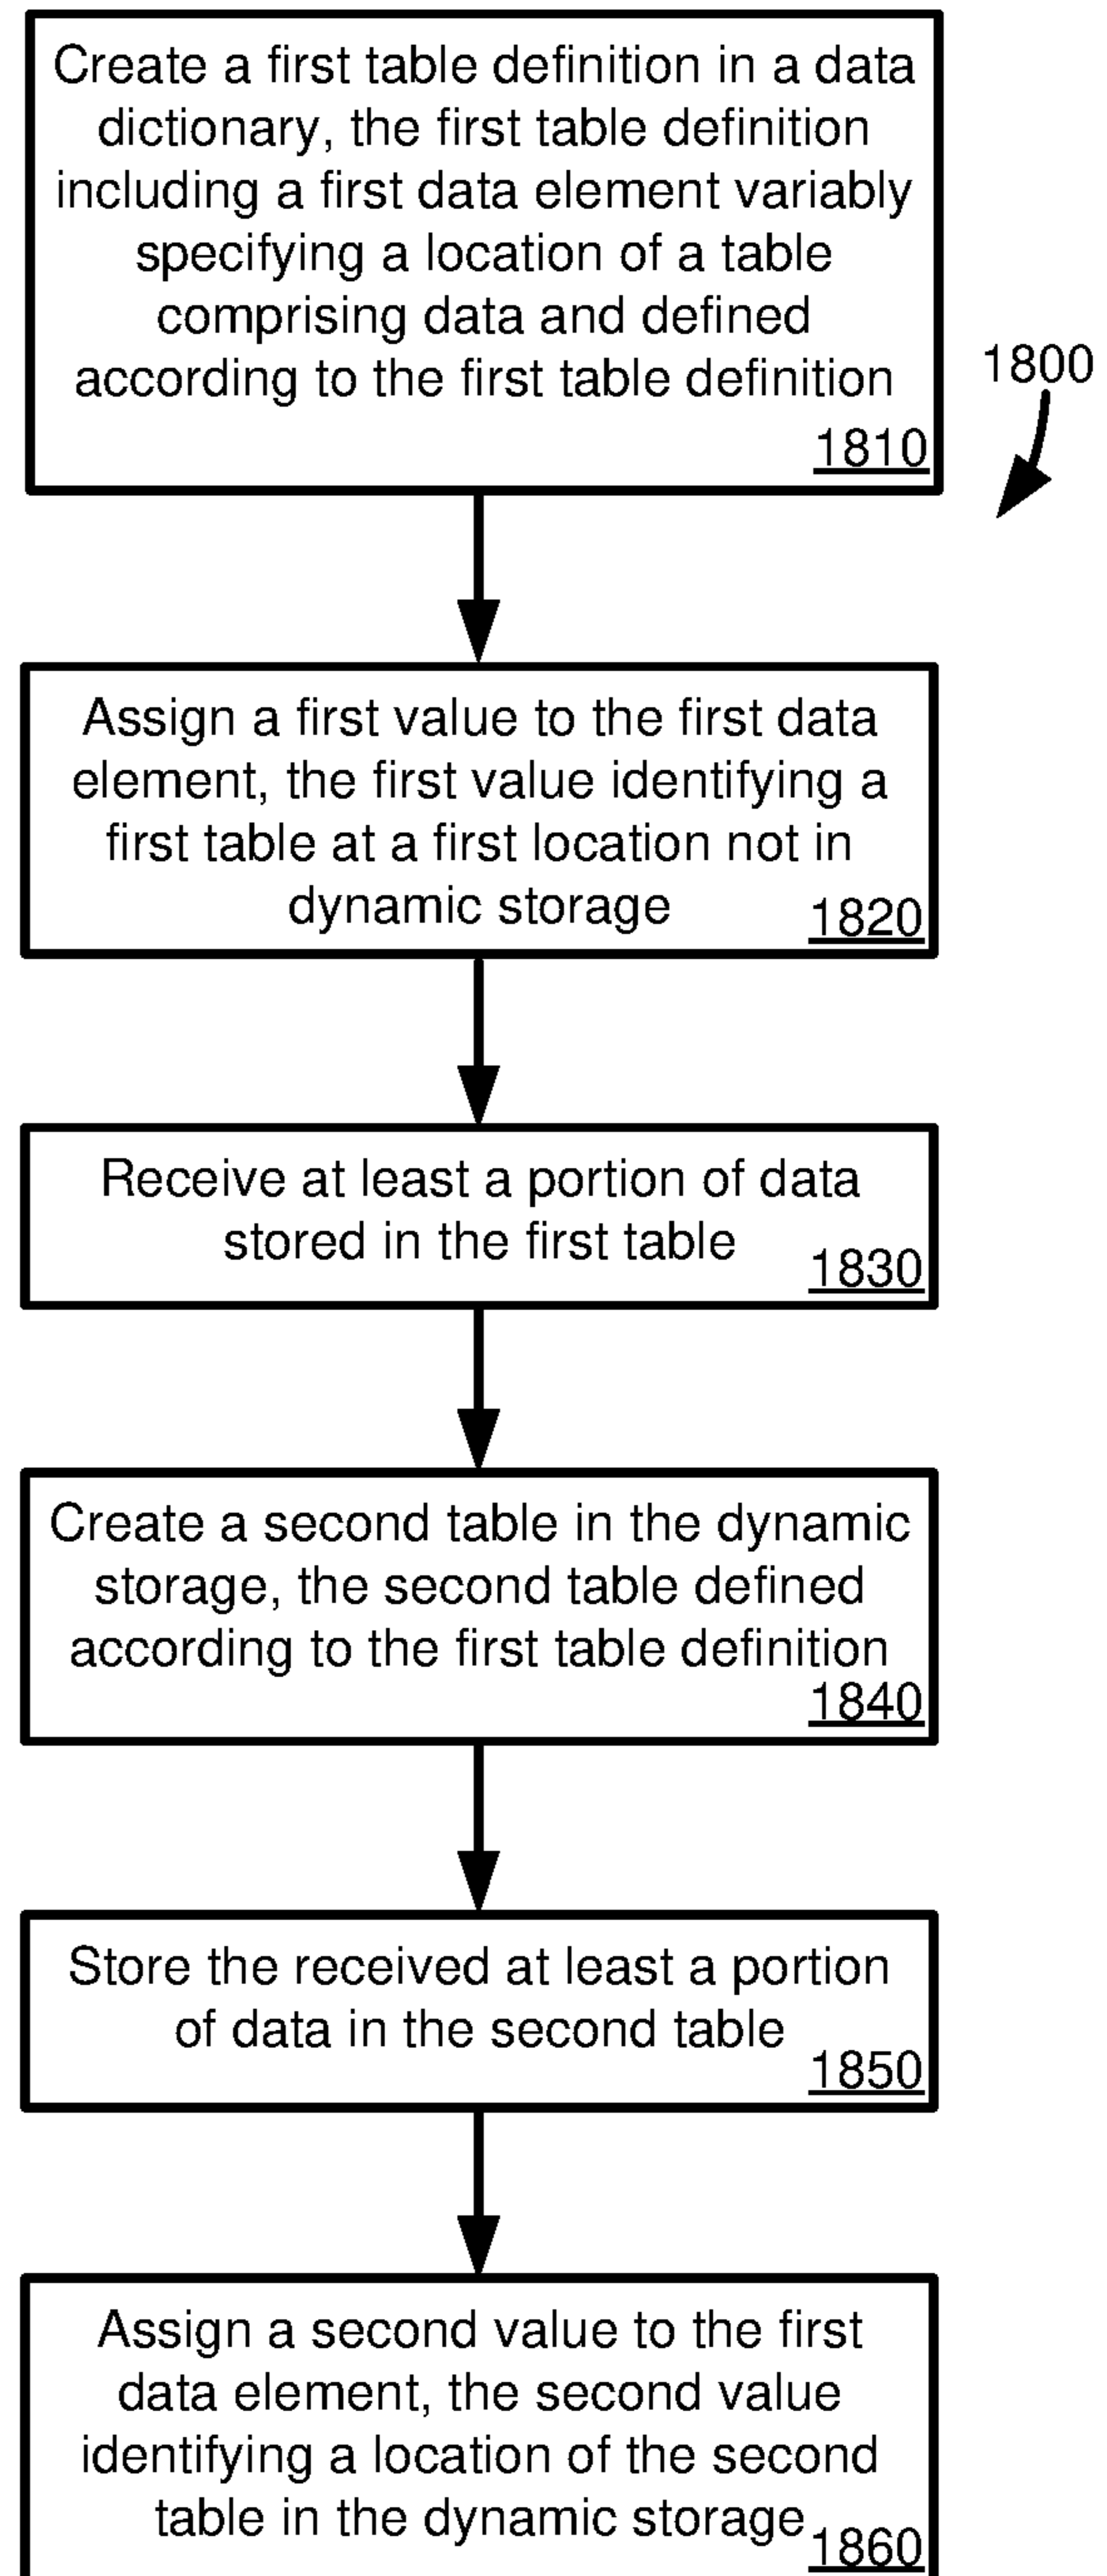 Create a first table definition in a data
dictionary, the first table definition
including a first data element variably
specifying a location of a table
comprising data and defined
according to the first table definition
1810
1800
Assign a first value to the first data
element, the first value identifying a
first table at a first location not in
dynamic storage
1820
Receive at least a portion of data
stored in the first table
1830
Create a second table in the dynamic
storage, the second table defined
according to the first table definition
1840
Store the received at least a portion
of data in the second table
1850
Assign a second value to the first
data element, the second value
identifying a location of the second
table in the dynamic storage
1860